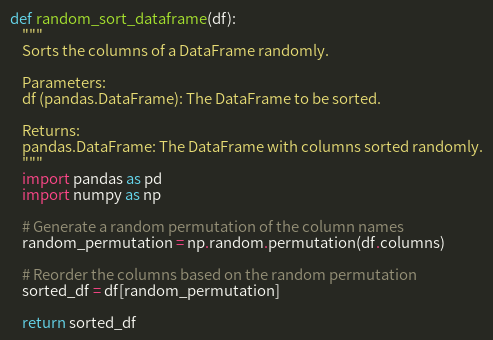 def random_sort_dataframe(df):
    """
    Sorts the columns of a DataFrame randomly.

    Parameters:
    df (pandas.DataFrame): The DataFrame to be sorted.

    Returns:
    pandas.DataFrame: The DataFrame with columns sorted randomly.
    """
    import pandas as pd
    import numpy as np

    # Generate a random permutation of the column names
    random_permutation = np.random.permutation(df.columns)

    # Reorder the columns based on the random permutation
    sorted_df = df[random_permutation]

    return sorted_df